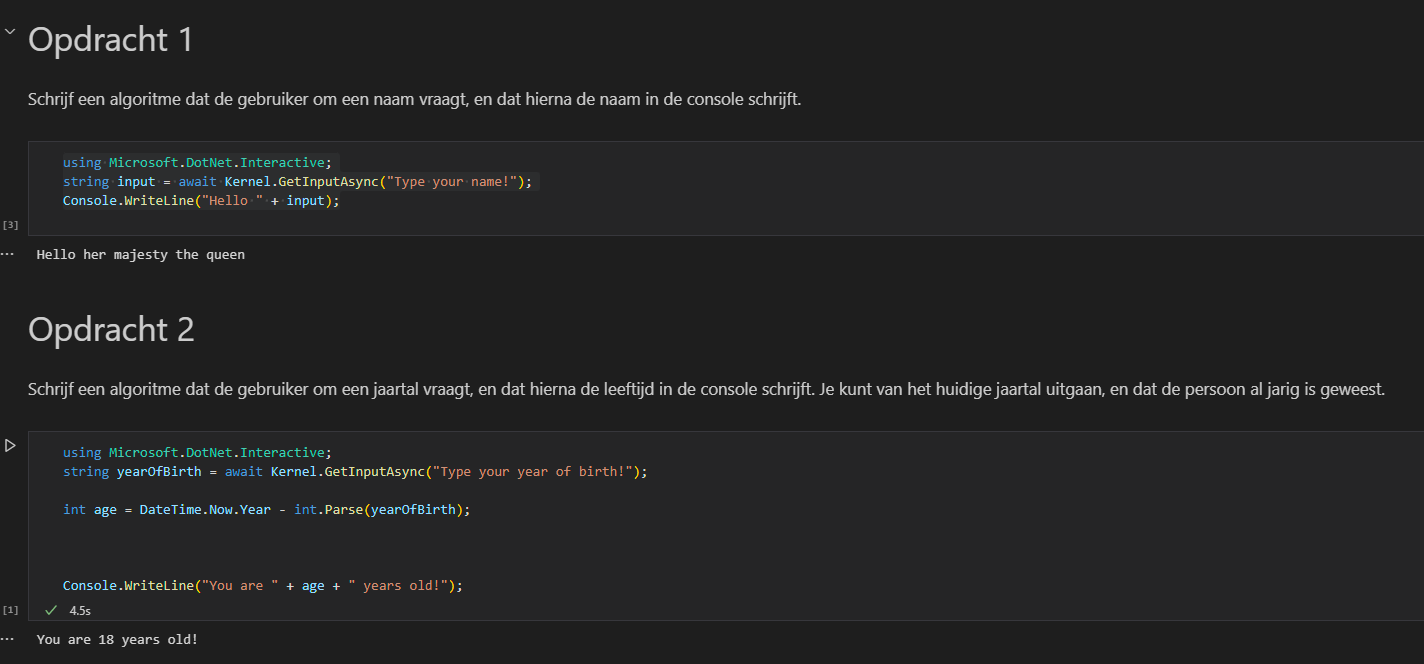 Opdracht 1
Schrijf een algoritme dat de gebruiker om een naam vraagt, en dat hierna de naam in de console schrijft.
using Microsoft.DotNet.Interactive;
string input = await Kernel.GetInputAsync("Type your name!");
Console.WriteLine("Hello " + input);
[3]
... Hello her majesty the queen
Opdracht 2
Schrijf een algoritme dat de gebruiker om een jaartal vraagt, en dat hierna de leeftijd in de console schrijft. Je kunt van het huidige jaartal uitgaan, en dat de persoon al jarig is geweest.
using Microsoft.DotNet.Interactive;
string yearOfBirth = await Kernel.GetInputAsync("Type your year of birth!");
int age = DateTime.Now.Year - int.Parse(yearOfBirth);
Console.WriteLine("You are " + age + " years old!");
[1] ✓ 4.5s
... You are 18 years old!